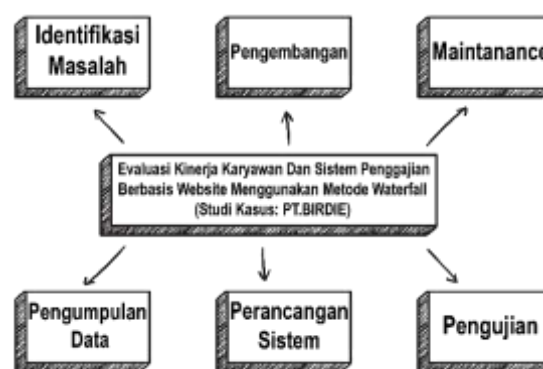 Identifikasi
Masalah
Pengembangan
Maintanance
Evaluasi Kinerja Karyawan Dan Sistem Penggajian
Berbasis Website Menggunakan Metode Waterfall
(Studi Kasus: PT.BIRDIE)
Pengumpulan
Data
Perancangan
Sistem
Pengujian